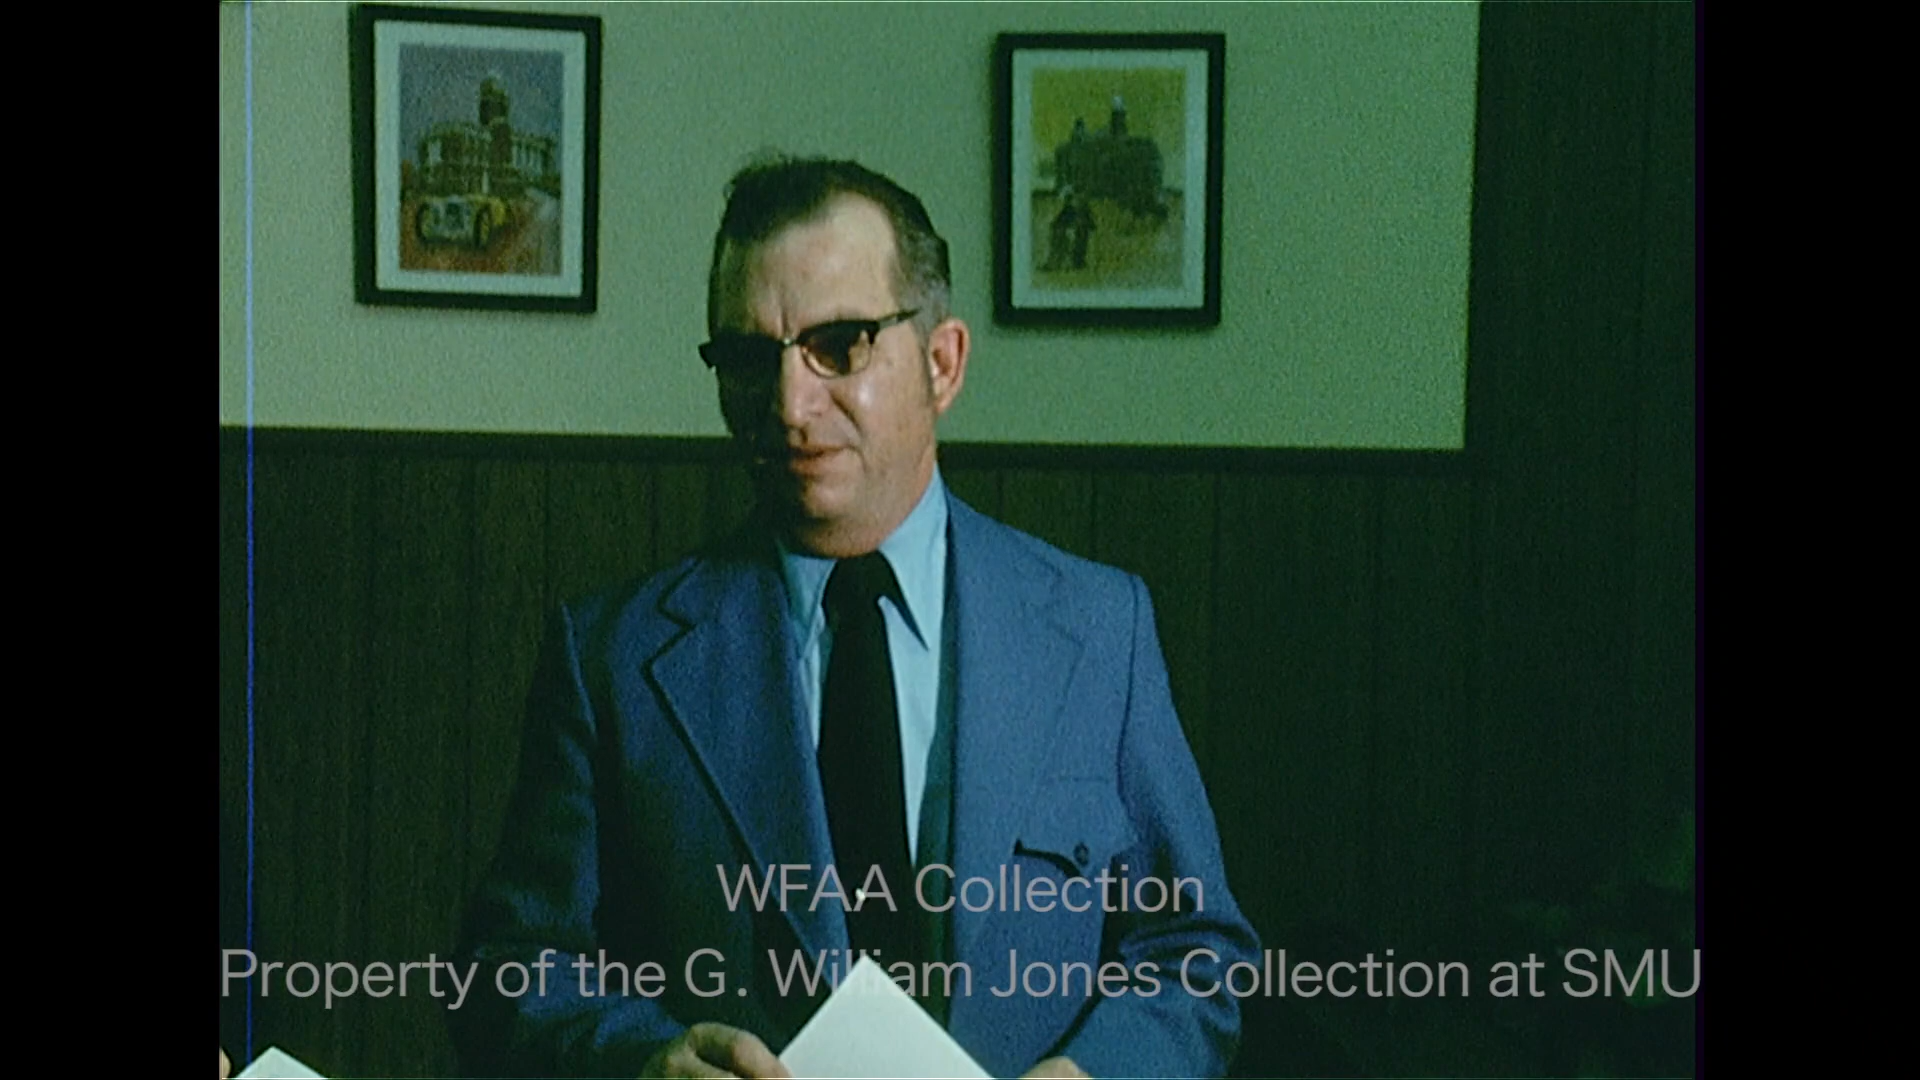 WFAA Collection
Property of the G. William Jones Collection at SMU